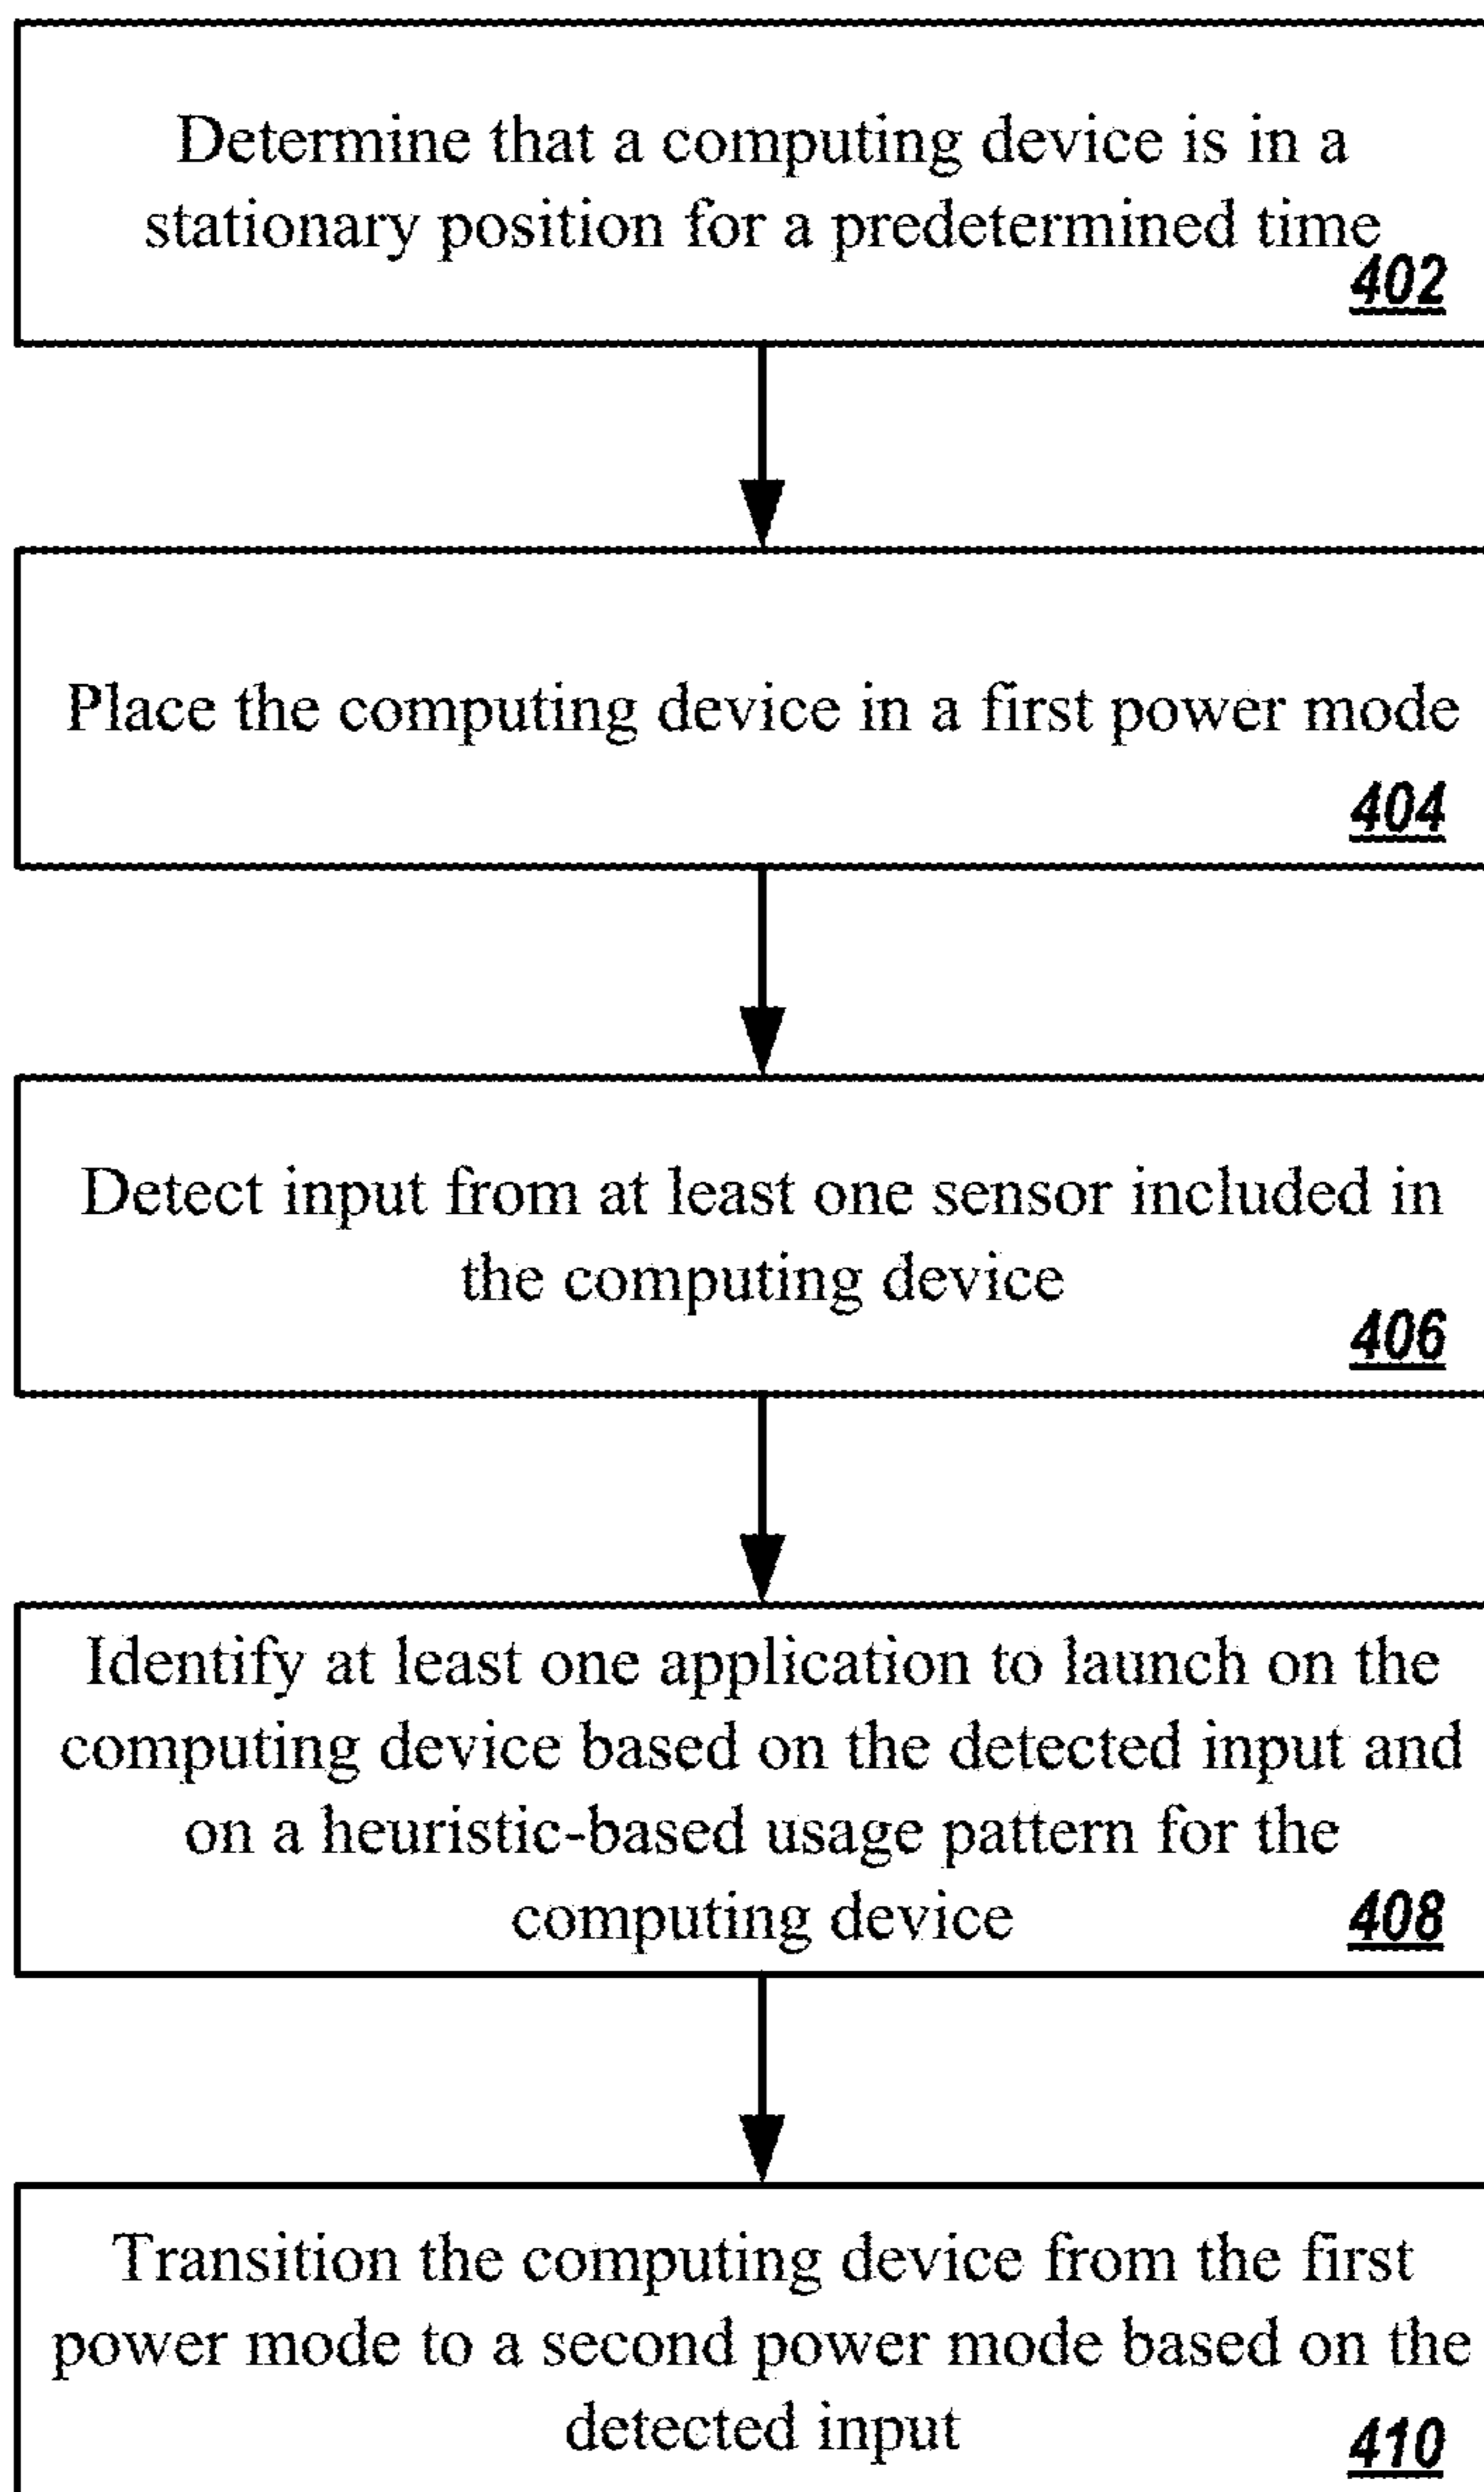 Determine that a computing device is in a
stationary position for a predetermined time
402
Place the computing device in a first power mode
404
Detect input from at least one sensor included in
the computing device
406
Identify at least one application to launch on the
computing device based on the detected input and
on a heuristic-based usage pattern for the
computing device
408
Transition the computing device from the first
power mode to a second power mode based on the
detected input
410